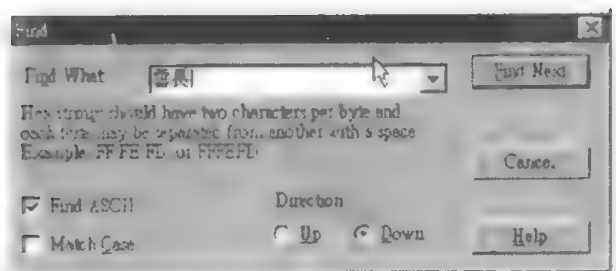 Find
Find What
Find Next
Hex strings should have two characters per byte and
each byte may be separated from another with a space
Example: FF FE FD or FFFEFD
Cancel
Find ASCII
Match Case
Direction
Up
Down
Help